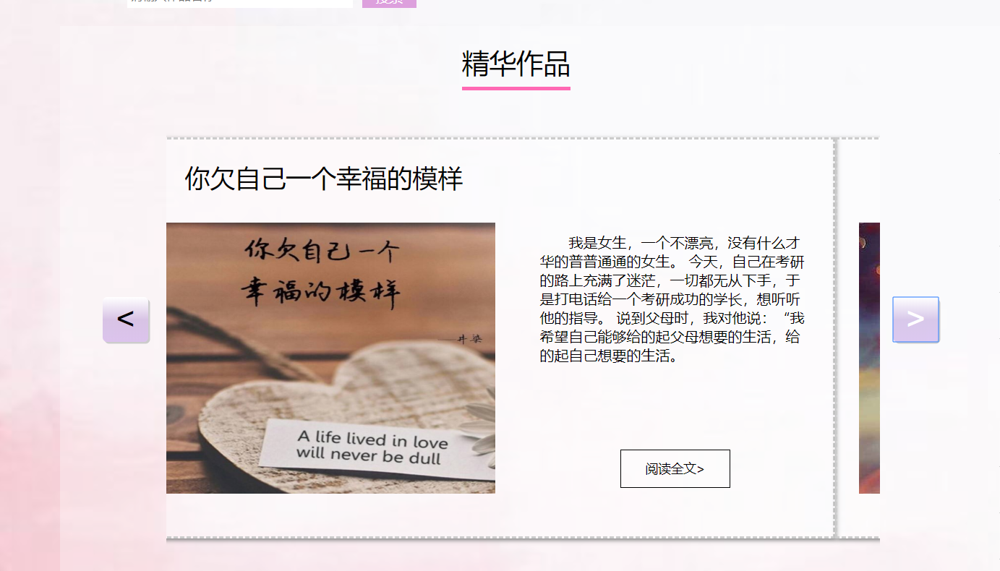 搜索
精华作品
你欠自己一个幸福的模样
你欠自己一个
幸福的模样
A life lived in love
will never be dull
我是女生，一个不漂亮，没有什么才
华的普普通通的女生。 今天，自己在考研
的路上充满了迷茫，一切都无从下手，于
是打电话给一个考研成功的学长，想听听
他的指导。 说到父母时，我对他说：“我
希望自己能够给的起父母想要的生活，给
的起自己想要的生活。
阅读全文>
<
>